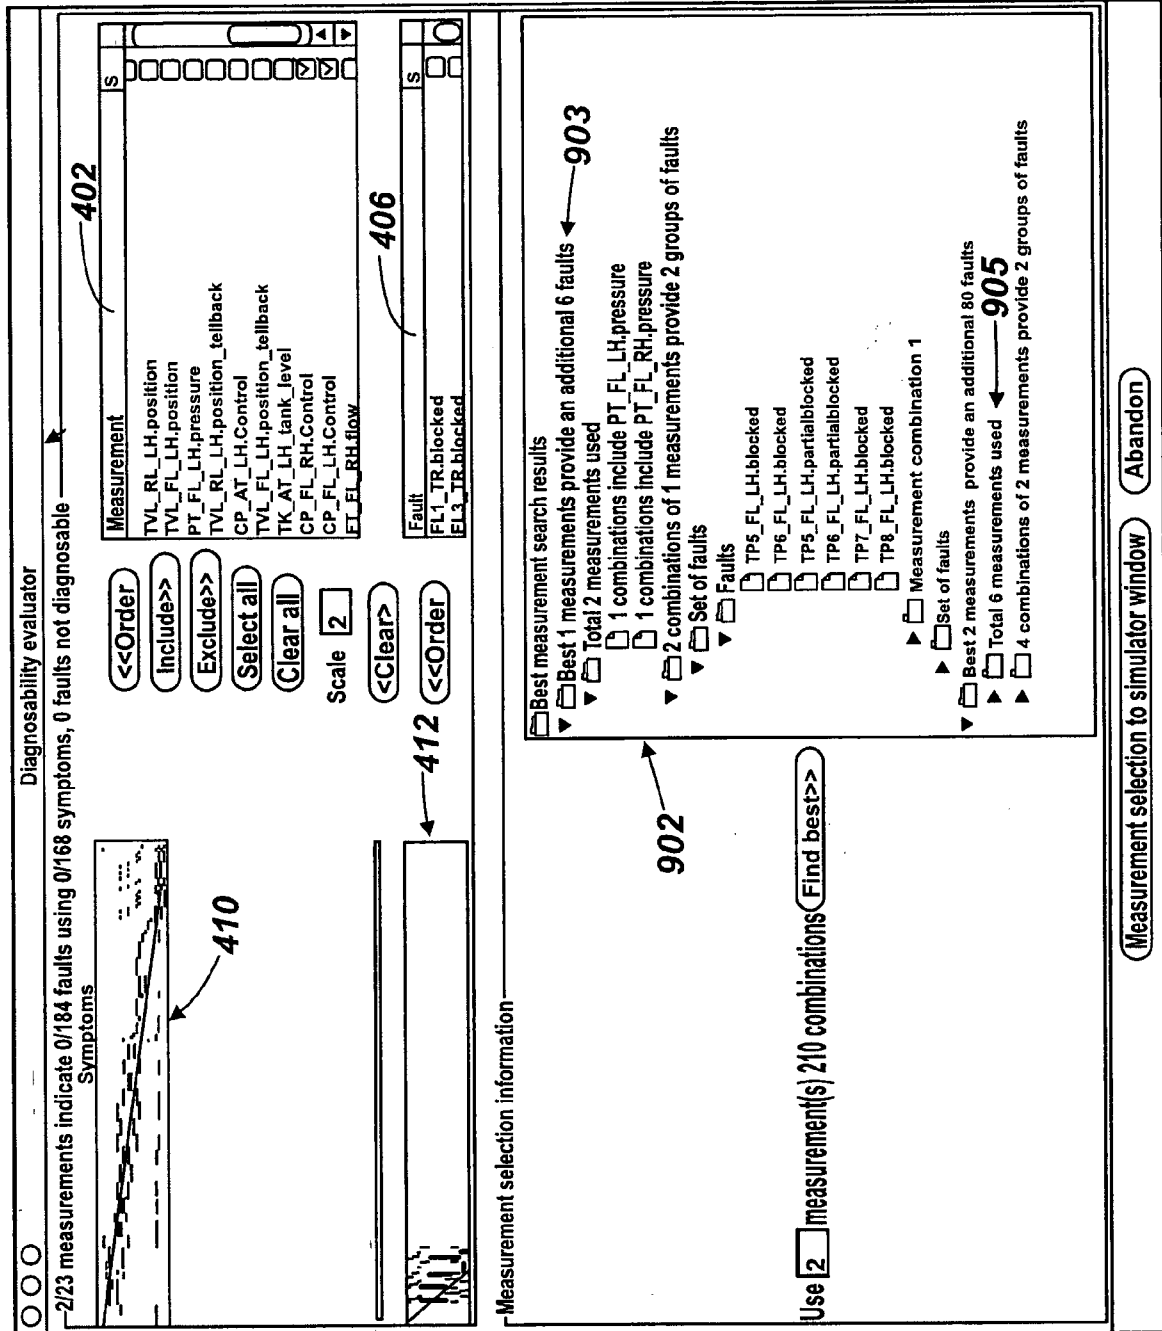 Diagnosability evaluator
2/23 measurements indicate 0/184 faults using 0/168 symptoms, 0 faults not diagnosable
Symptoms
410
<<Order
Include>>
Exclude>>
Select all
Clear all
Scale 2
<Clear>
<<Order
412
402
Measurement
s
TVL_RL_LH.position
TVL_FL_LH.position
PT_FL_LH.pressure
TVL_RL_LH.position_tellback
CP_AT_LH.Control
TVL_FL_LH.position_tellback
TK_AT_LH_tank_level
CP_FL_RH.Control
CP_FL_LH.Control
FT_FL_RH.flow
406
Fault
s
FL1_TR.blocked
FL3_TR.blocked
Measurement selection information
Use 2 measurement(s) 210 combinations Find best>>
902
Best measurement search results
Best 1 measurements provide an additional 6 faults
903
Total 2 measurements used
1 combinations include PT_FL_LH.pressure
1 combinations include PT_FL_RH.pressure
2 combinations of 1 measurements provide 2 groups of faults
Set of faults
Faults
TP5_FL_LH.blocked
TP6_FL_LH.blocked
TP5_FL_LH.partialblocked
TP6_FL_LH.partialblocked
TP7_FL_LH.blocked
TP8_FL_LH.blocked
Measurement combination 1
Set of faults
Best 2 measurements provide an additional 80 faults
Total 6 measurements used
905
4 combinations of 2 measurements provide 2 groups of faults
Measurement selection to simulator window
Abandon